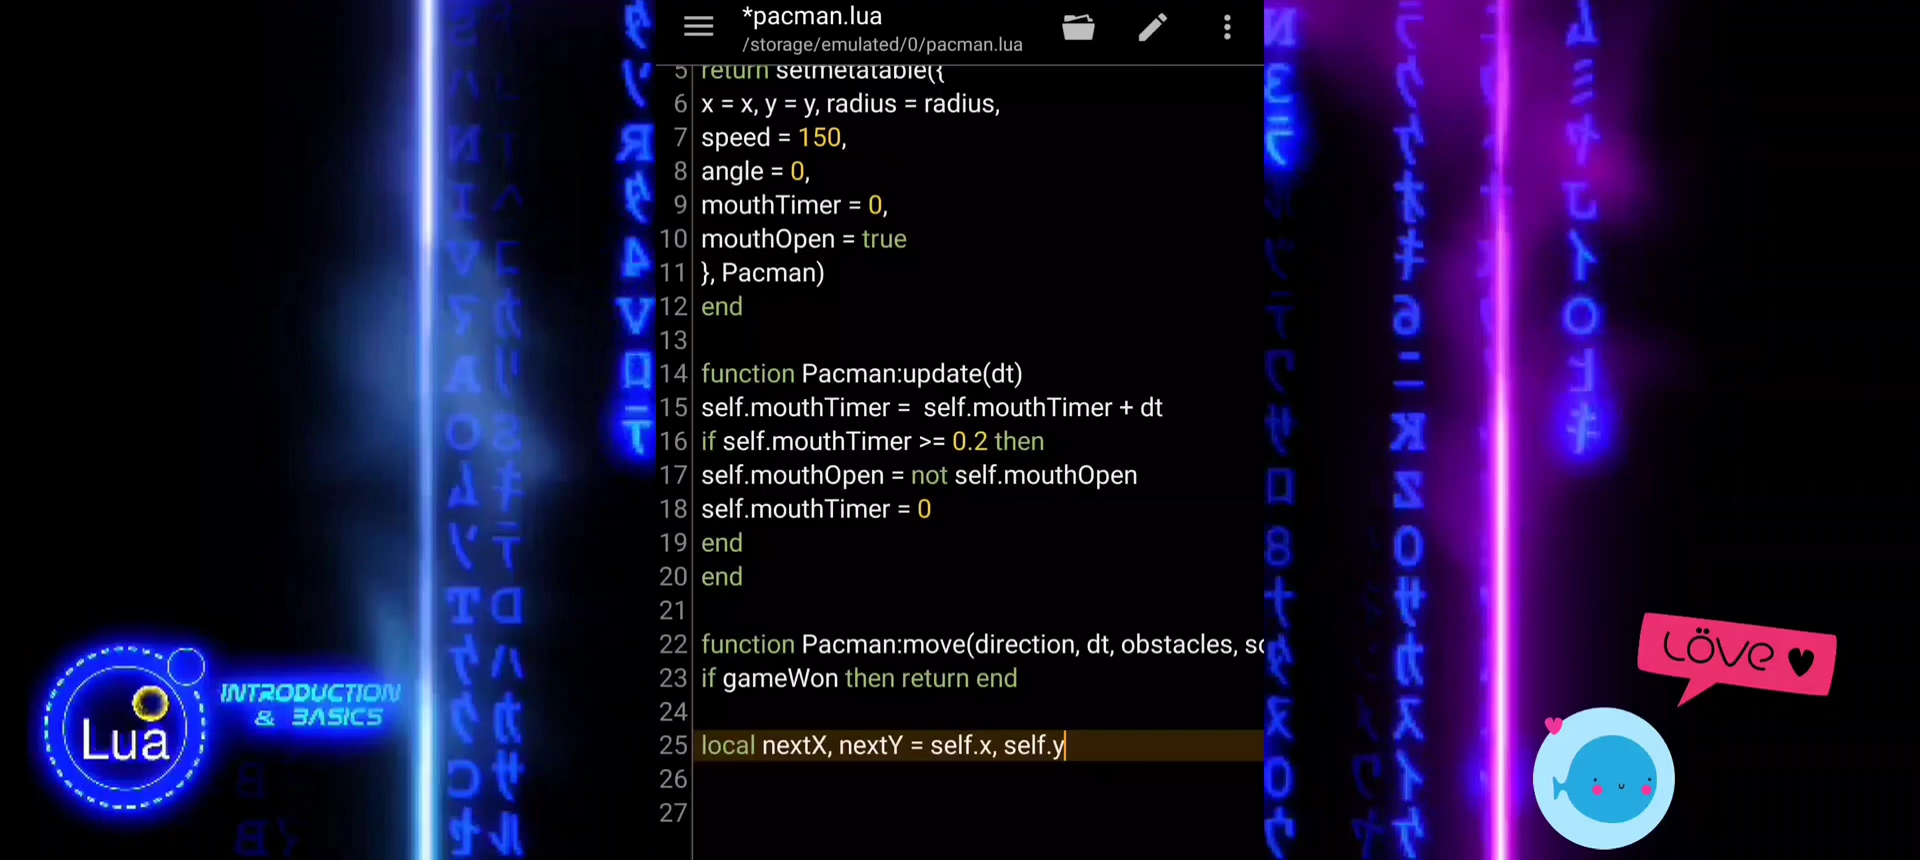 *pacman.lua
/storage/emulated/0/pacman.lua
5 return setmetatable({
6 x = x, y = y, radius = radius,
7 speed = 150,
8 angle = 0,
9 mouthTimer = 0,
10 mouthOpen = true
11 }, Pacman)
12 end
13
14 function Pacman:update(dt)
15 self.mouthTimer =  self.mouthTimer + dt
16 if self.mouthTimer >= 0.2 then
17 self.mouthOpen = not self.mouthOpen
18 self.mouthTimer = 0
19 end
20 end
21
22 function Pacman:move(direction, dt, obstacles,
23 if gameWon then return end
24
25 local nextX, nextY = self.x, self.y
26
27
Lua
INTRODUCTION
& BASICS
LÖVE